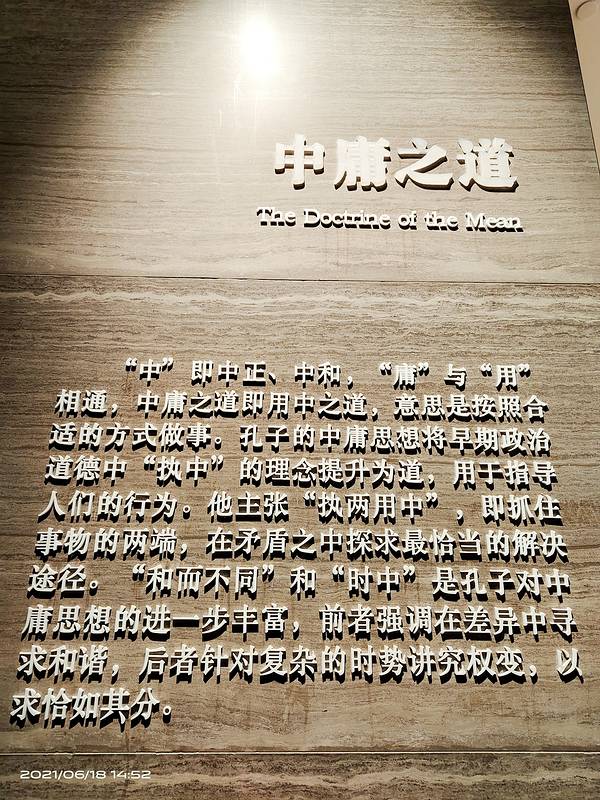 中庸之道
The Doctrine of the Mean
“中”即中正、中和，“庸”与“用”
相通，中庸之道即用中之道，意思是按照合
适的方式做事。孔子的中庸思想将早期政治
道德中“执中”的理念提升为道，用于指导
人们的行为。他主张“执两用中”，即抓住
事物的两端，在矛盾之中探求最恰当的解决
途径。“和而不同”和“时中”是孔子对中
庸思想的进一步丰富，前者强调在差异中寻
求和谐，后者针对复杂的时势讲究权变，以
求恰如其分。
2021/06/18 14:52